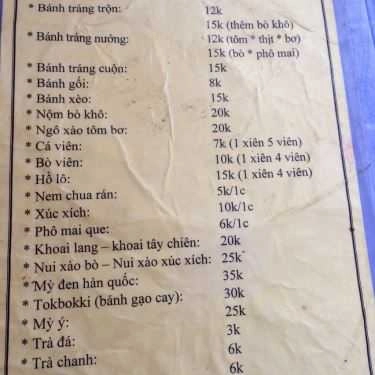 * Bánh tráng trộn: 12k
15k (thêm bò khô)
* Bánh tráng nướng: 12k (tôm * thịt * bơ)
15k (bò * phô mai)
* Bánh tráng cuộn: 15k
* Bánh gối: 8k
* Bánh xèo: 15k
* Nộm bò khô: 20k
* Ngô xào tôm bơ: 20k
* Cá viên: 7k (1 xiên 5 viên)
* Bò viên: 10k (1 xiên 4 viên)
* Hồ lô: 15k (1 xiên 4 viên)
* Nem chua rán: 5k/1c
* Xúc xích: 10k/1c
* Phô mai que: 6k/1c
* Khoai lang – khoai tây chiên: 20k
* Nui xào bò – Nui xào xúc xích: 25k
* Mỳ đen hàn quốc: 35k
* Tokbokki (bánh gạo cay): 30k
* Mỳ ý: 25k
* Trà đá: 3k
* Trà chanh: 6k
6k